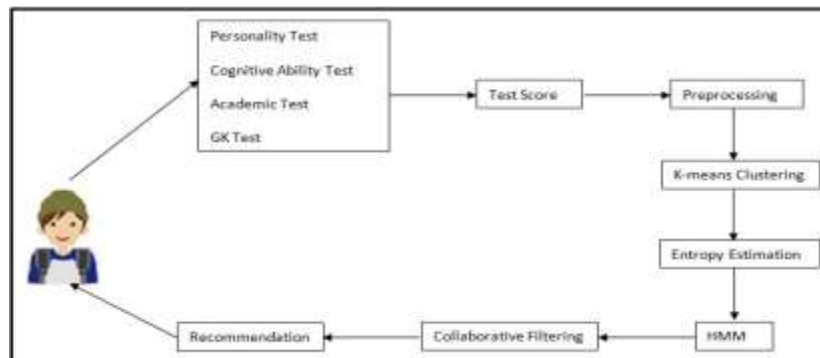 Personality Test
Cognitive Ability Test
Academic Test
GK Test
Test Score
Preprocessing
K-means Clustering
Entropy Estimation
HMM
Collaborative Filtering
Recommendation